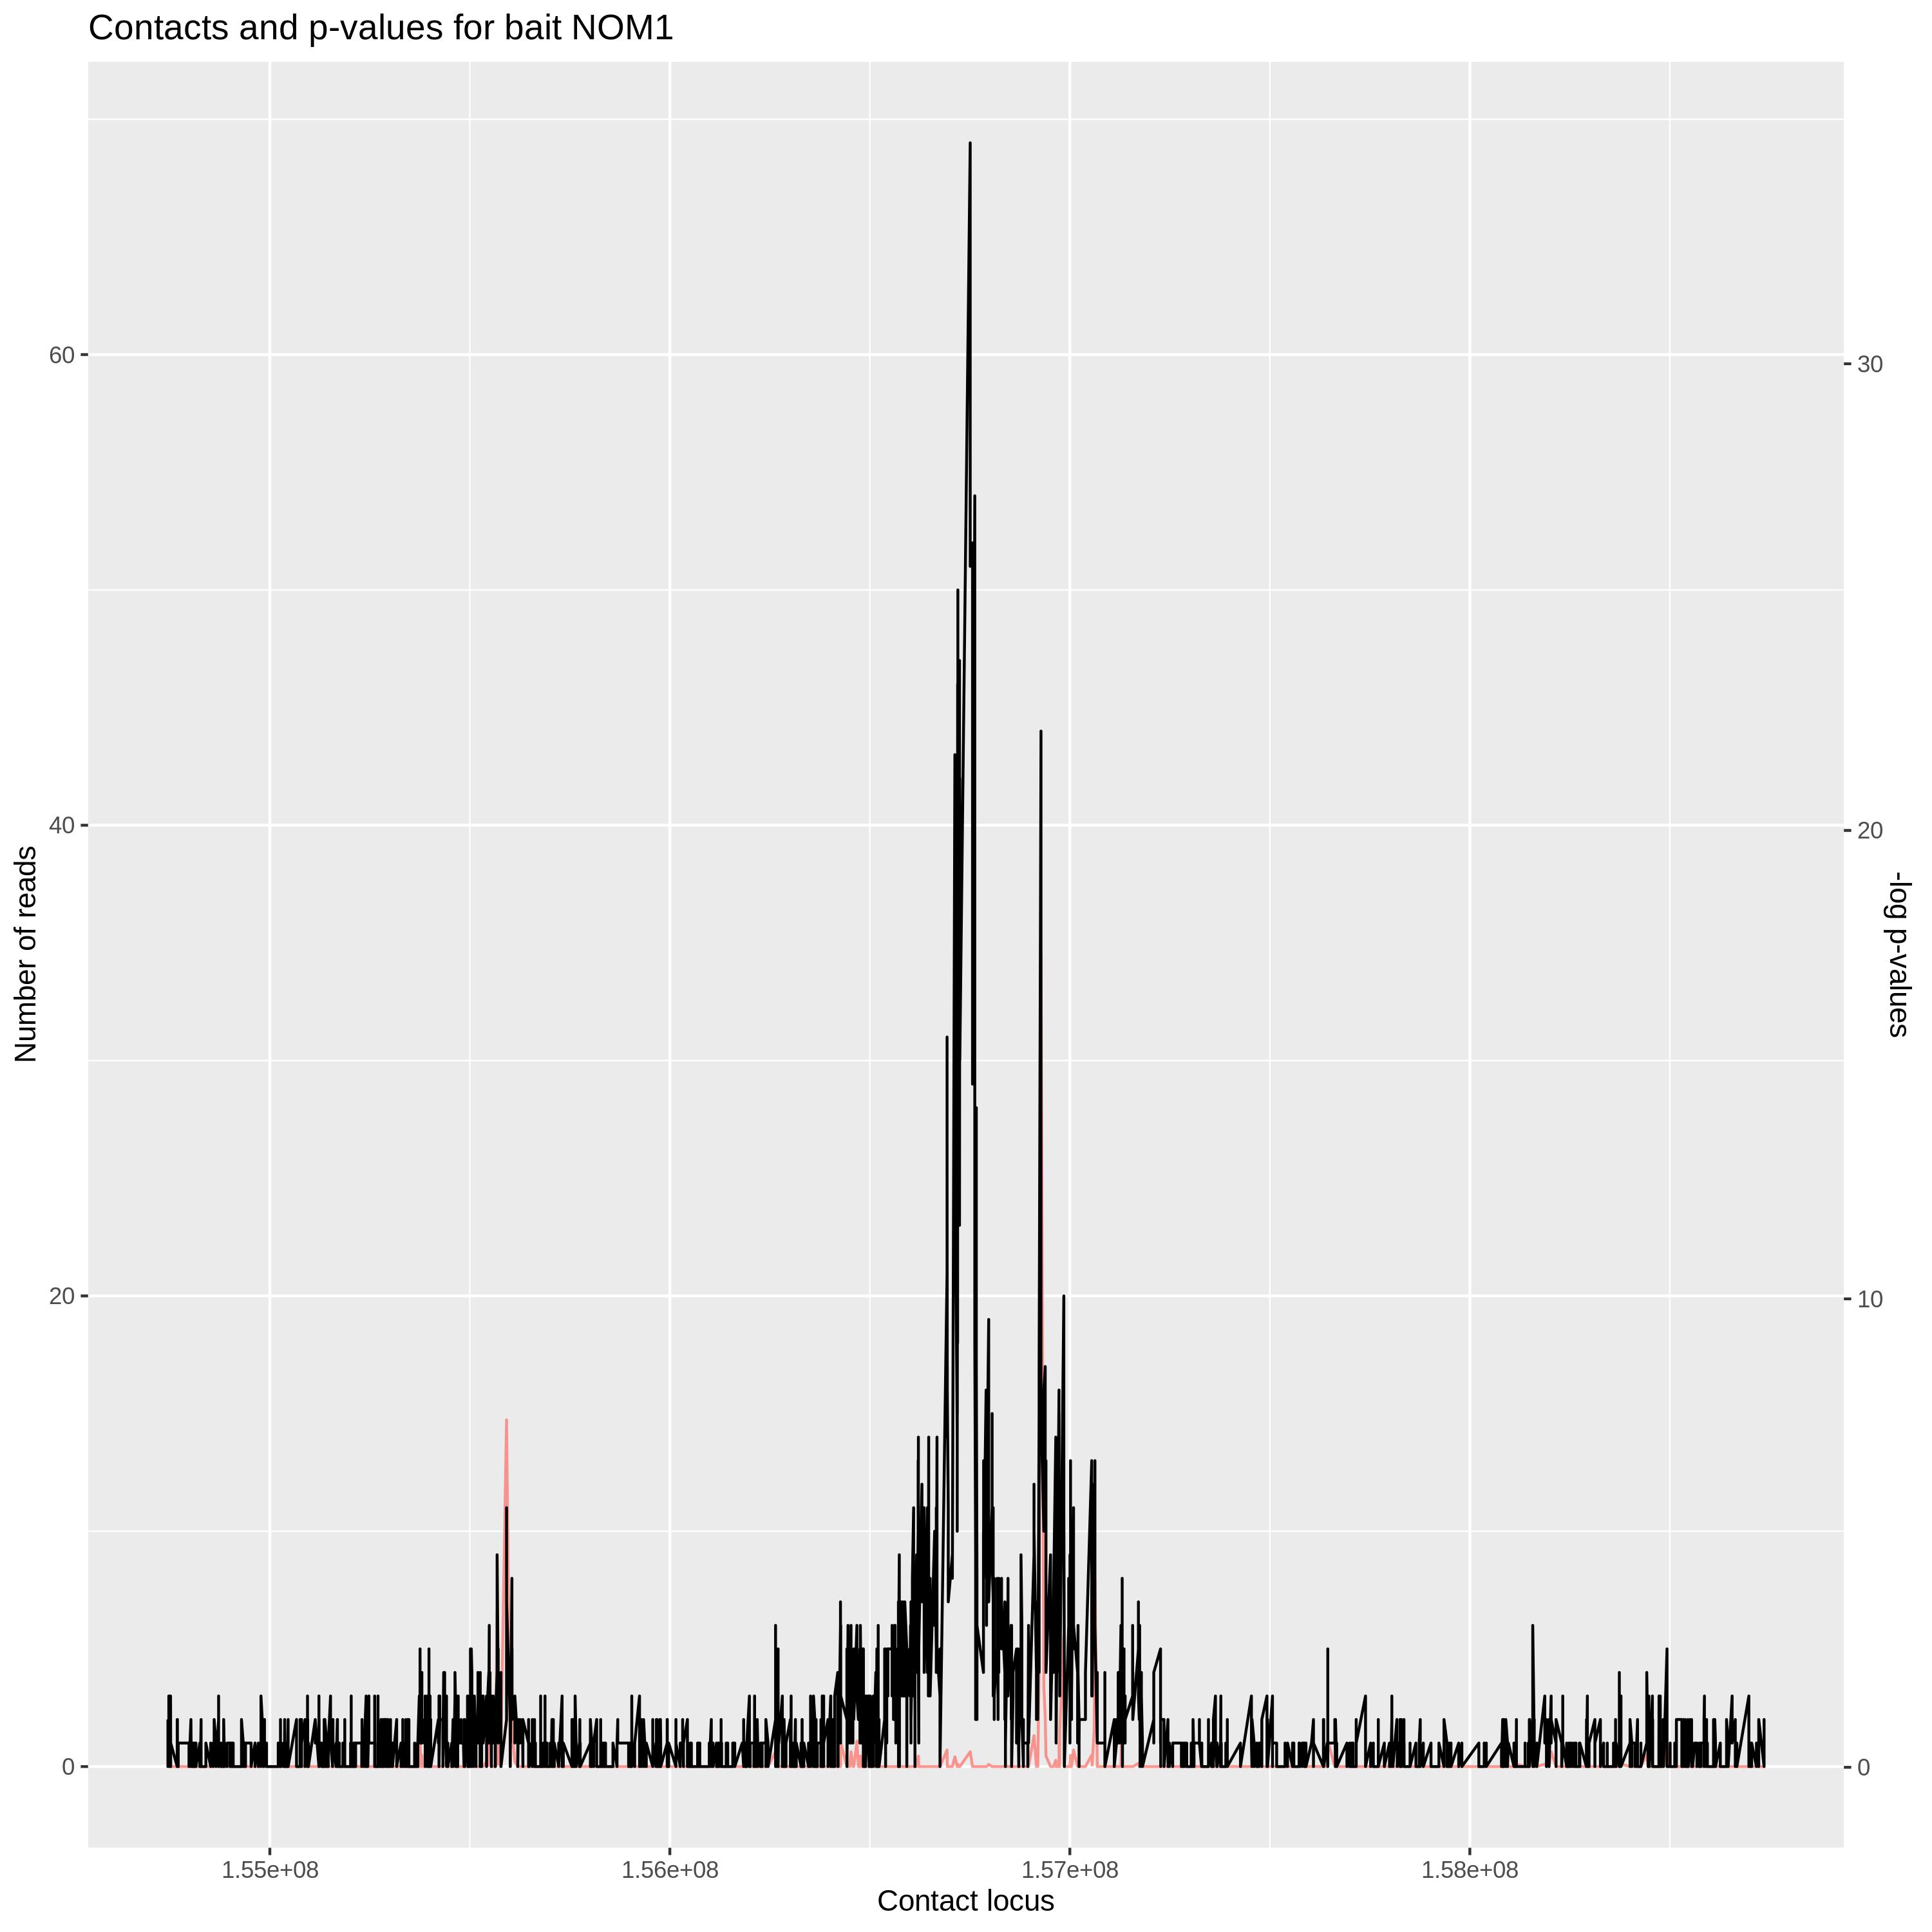 Contacts and p-values for bait NOM1
60
40
20
0
30
20
10
0
Number of reads
-log p-values
1.55e+08
1.56e+08
1.57e+08
1.58e+08
Contact locus